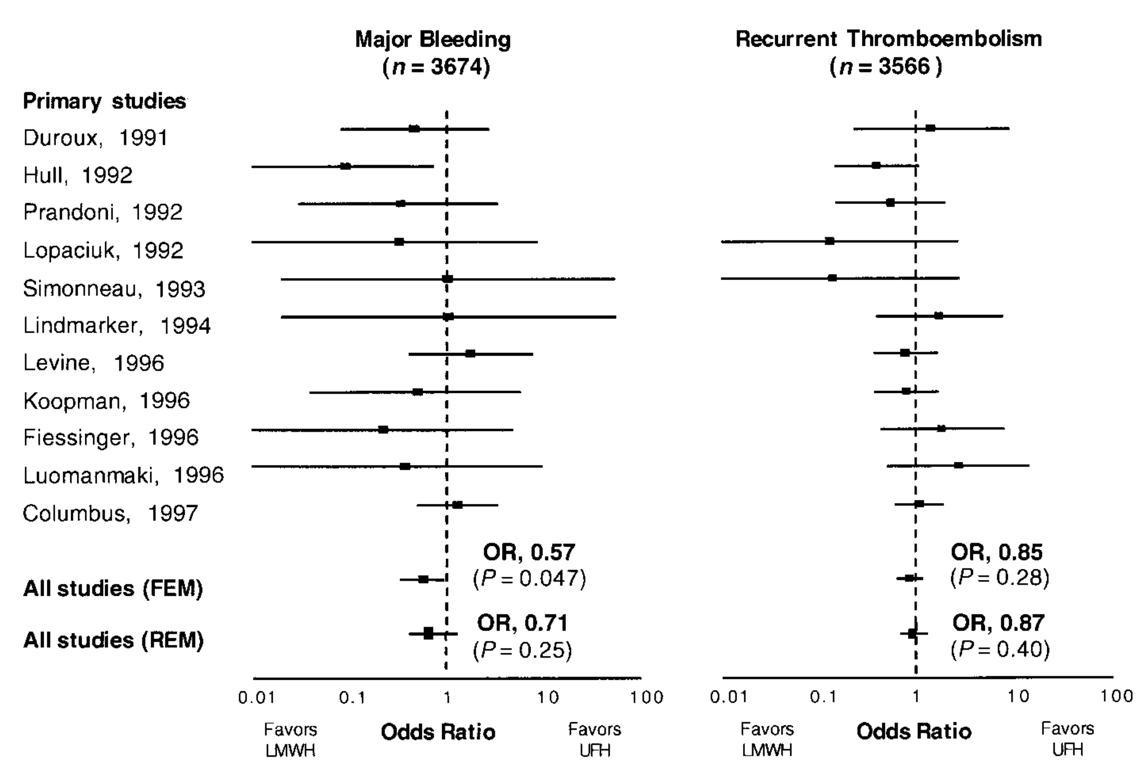 Major Bleeding
(n = 3674)
Recurrent Thromboembolism
(n = 3566 )
Primary studies
Duroux, 1991
Hull, 1992
Prandoni, 1992
Lopaciuk, 1992
Simonneau, 1993
Lindmarker, 1994
Levine, 1996
Koopman, 1996
Fiessinger, 1996
Luomanmaki, 1996
Columbus, 1997
All studies (FEM)
OR, 0.57
(P = 0.047)
OR, 0.85
(P = 0.28)
All studies (REM)
OR, 0.71
(P = 0.25)
OR, 0.87
(P = 0.40)
0.01 0.1 1 10 100
0.01 0.1 1 10 100
Favors
LMWH
Odds Ratio
Favors
UFH
Favors
LMWH
Odds Ratio
Favors
UFH